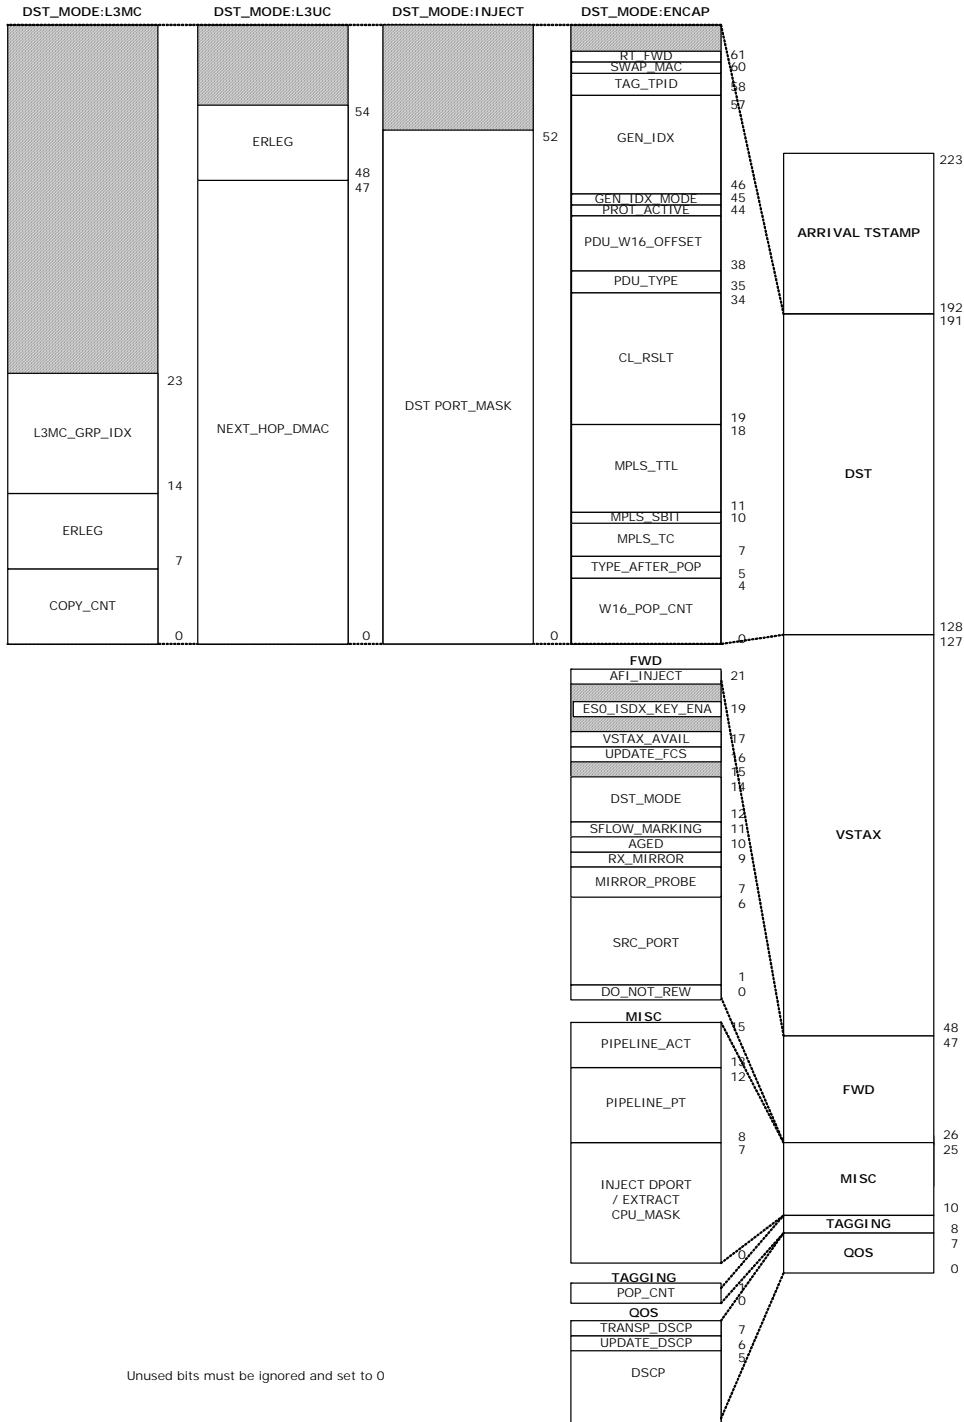 DST_MODE:L3MC
23
L3MC_GRP_IDX
14
ERLEG
7
COPY_CNT
0
DST_MODE:L3UC
54
ERLEG
48
47
NEXT_HOP_DMAC
0
DST_MODE:INJECT
52
DST PORT_MASK
0
DST_MODE:ENCAP
RT_FWD 61
SWAP_MAC 60
TAG_TPID
58
57
GEN_IDX
46
GEN_IDX_MODE 45
PROT_ACTIVE 44
PDU_W16_OFFSET
38
PDU_TYPE
35
34
CL_RSLT
19
18
MPLS_TTL
11
MPLS_SBIT 10
MPLS_TC
7
TYPE_AFTER_POP
5
4
W16_POP_CNT
0
FWD
AFI_INJECT 21
ES0_ISDX_KEY_ENA 19
VSTAX_AVAIL 17
UPDATE_FCS 16
15
14
DST_MODE
12
SFLOW_MARKING 11
AGED 10
RX_MIRROR 9
MIRROR_PROBE
7
6
SRC_PORT
1
DO_NOT_REW 0
MISC
15
PIPELINE_ACT
13
12
PIPELINE_PT
8
7
INJECT DPORT
/ EXTRACT
CPU_MASK
0
TAGGING
1
POP_CNT
0
QOS
TRANSP_DSCP 7
UPDATE_DSCP 6
5
DSCP
223
ARRIVAL TSTAMP
192
191
DST
128
127
VSTAX
48
47
FWD
26
25
MISC
10
TAGGING
8
7
QOS
0
Unused bits must be ignored and set to 0